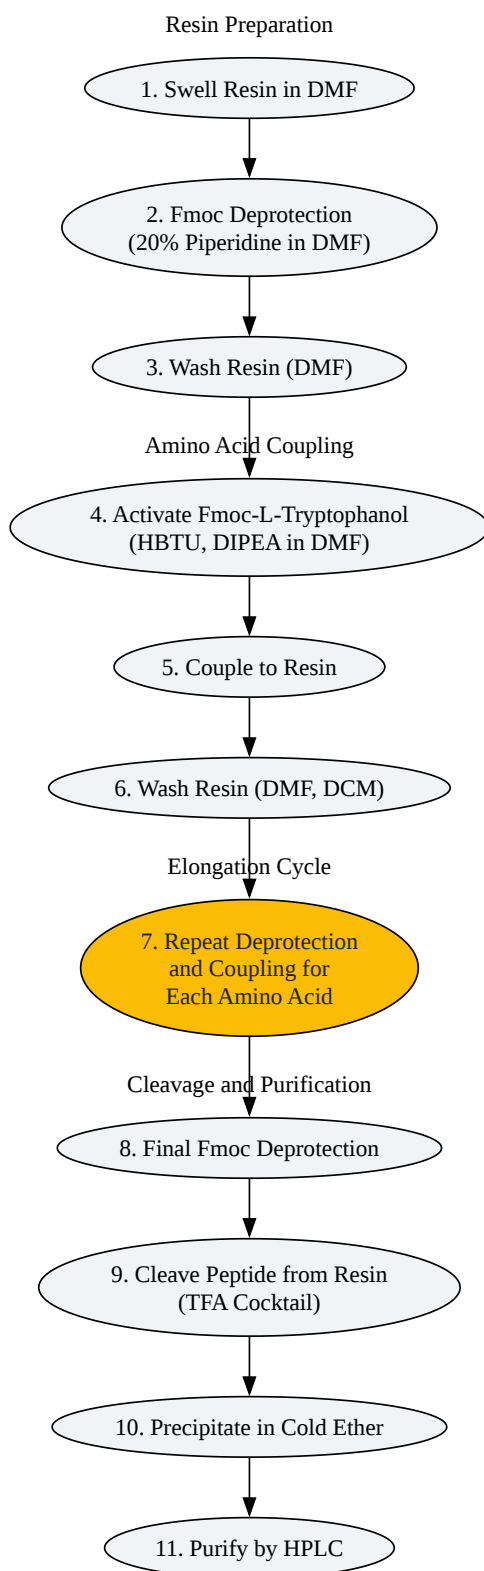 Resin Preparation
1. Swell Resin in DMF
2. Fmoc Deprotection
(20% Piperidine in DMF)
3. Wash Resin (DMF)
Amino Acid Coupling
4. Activate Fmoc-L-Tryptophanol
(HBTU, DIPEA in DMF)
5. Couple to Resin
6. Wash Resin (DMF, DCM)
Elongation Cycle
7. Repeat Deprotection
and Coupling for
Each Amino Acid
Cleavage and Purification
8. Final Fmoc Deprotection
9. Cleave Peptide from Resin
(TFA Cocktail)
10. Precipitate in Cold Ether
11. Purify by HPLC